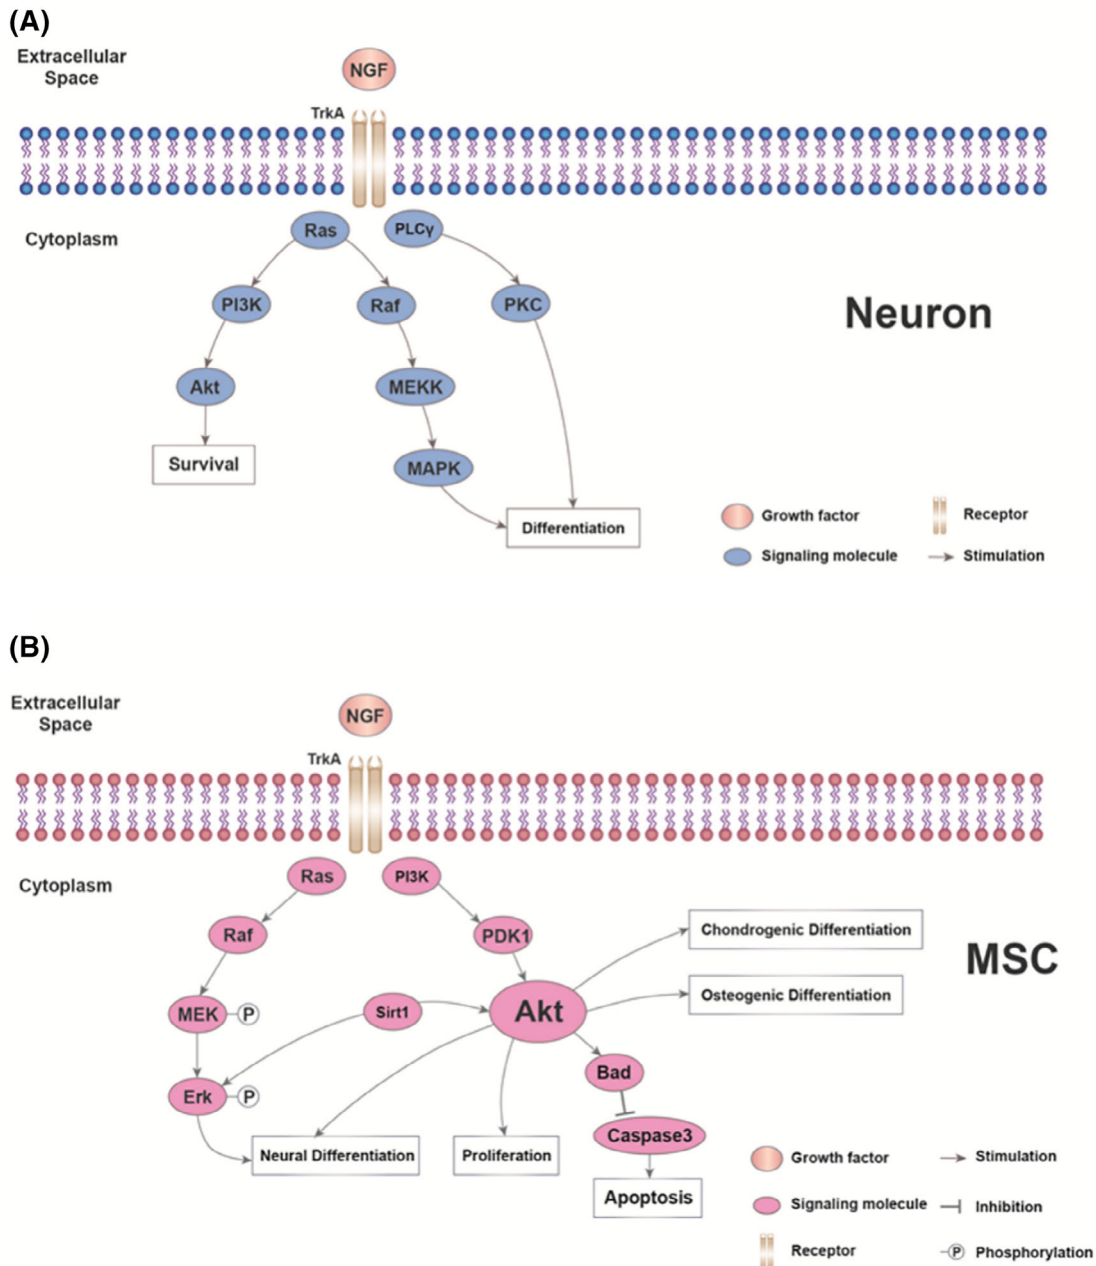 (A)
Extracellular
Space
NGF
TrkA
Cytoplasm
Ras
PLCγ
PI3K
Raf
PKC
Neuron
Akt
MEKK
Survival
MAPK
Differentiation
Growth factor
Receptor
Signaling molecule
Stimulation
(B)
Extracellular
Space
NGF
TrkA
Cytoplasm
Ras
PI3K
Raf
PDK1
Chondrogenic Differentiation
MSC
Osteogenic Differentiation
MEK
P
Sirt1
Akt
Bad
Erk
P
Caspase3
Neural Differentiation
Proliferation
Apoptosis
Growth factor
Stimulation
Signaling molecule
Inhibition
Receptor
P
Phosphorylation